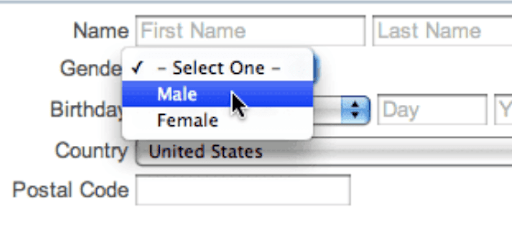 Name First Name Last Name
Gende ✓ – Select One –
Male
Female
Birthday Day Y
Country United States
Postal Code